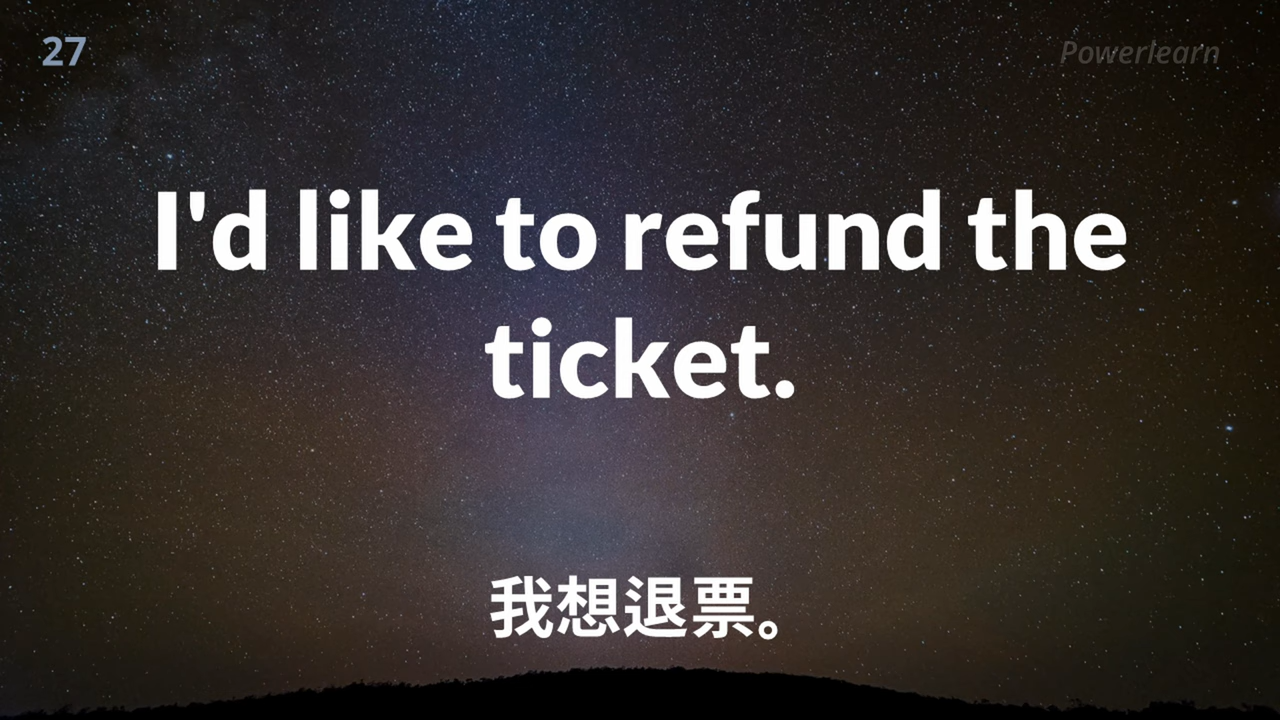 27
Powerlearn
I'd like to refund the
ticket.
我想退票。